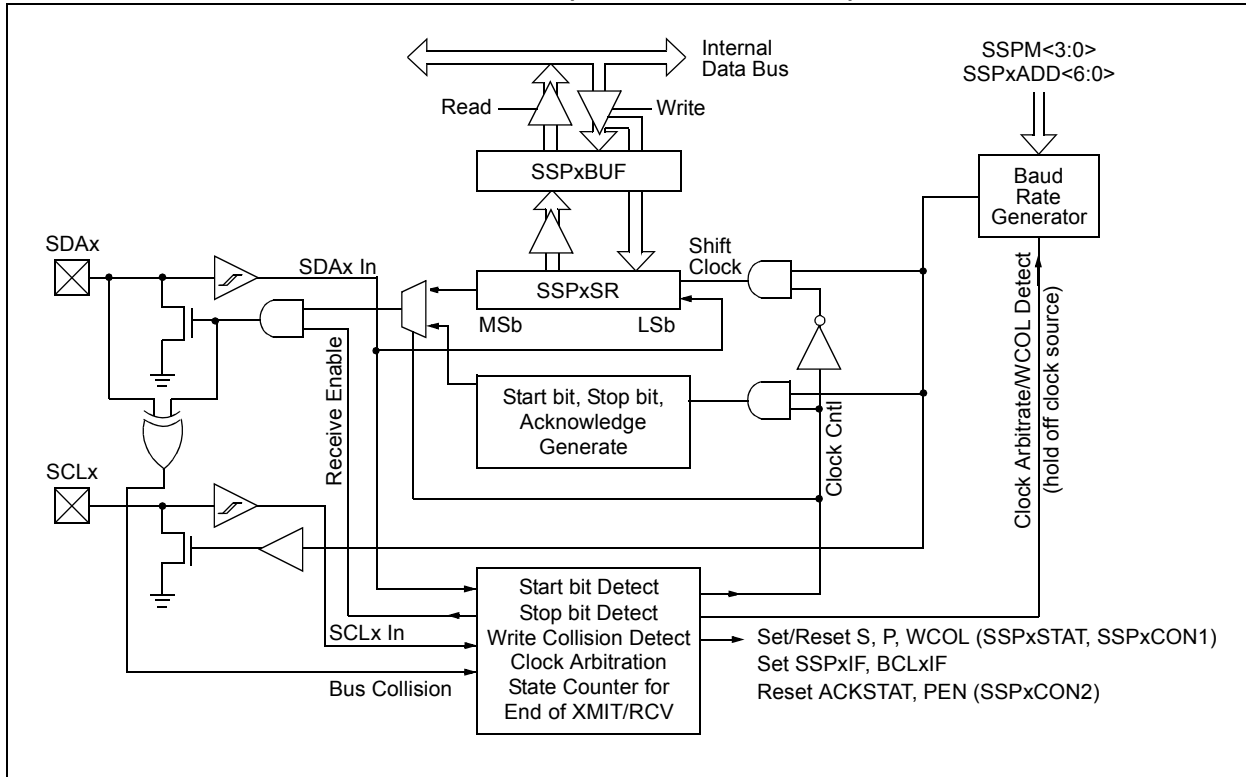 Internal
Data Bus
SSPM<3:0>
SSPxADD<6:0>
Read
Write
SSPxBUF
Baud
Rate
Generator
SDAx
SDAx In
Shift
Clock
SSPxSR
MSb
LSb
Receive Enable
Start bit, Stop bit,
Acknowledge
Generate
Clock Cntl
Clock Arbitrate/WCOL Detect
(hold off clock source)
SCLx
SCLx In
Bus Collision
Start bit Detect
Stop bit Detect
Write Collision Detect
Clock Arbitration
State Counter for
End of XMIT/RCV
Set/Reset S, P, WCOL (SSPxSTAT, SSPxCON1)
Set SSPxIF, BCLxIF
Reset ACKSTAT, PEN (SSPxCON2)